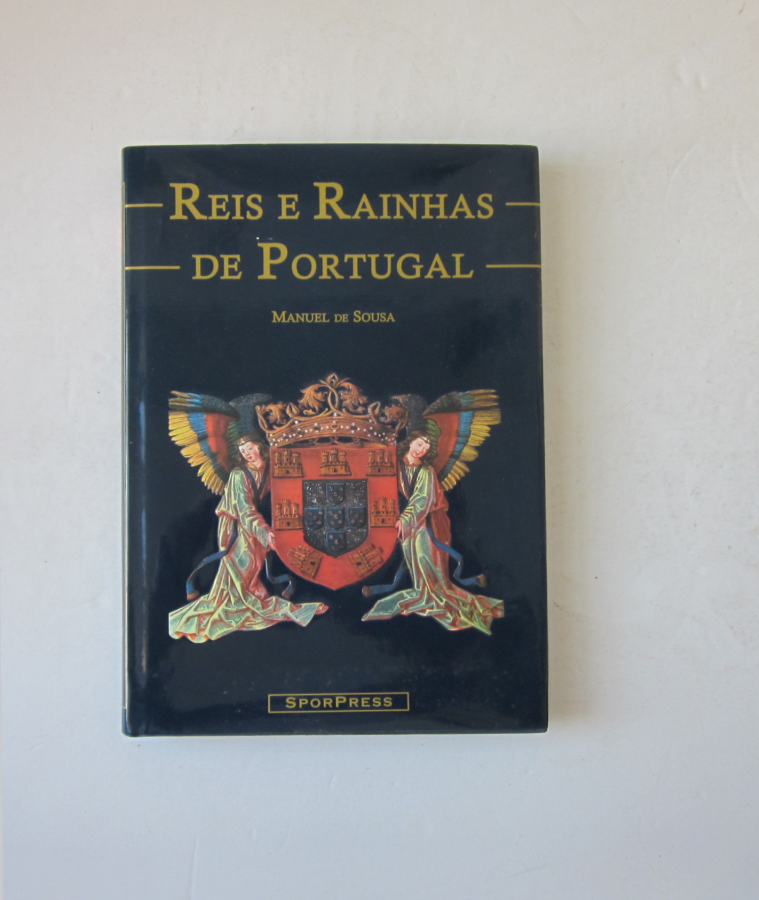 REIS E RAINHAS
DE PORTUGAL
MANUEL DE SOUSA
SPORPRESS